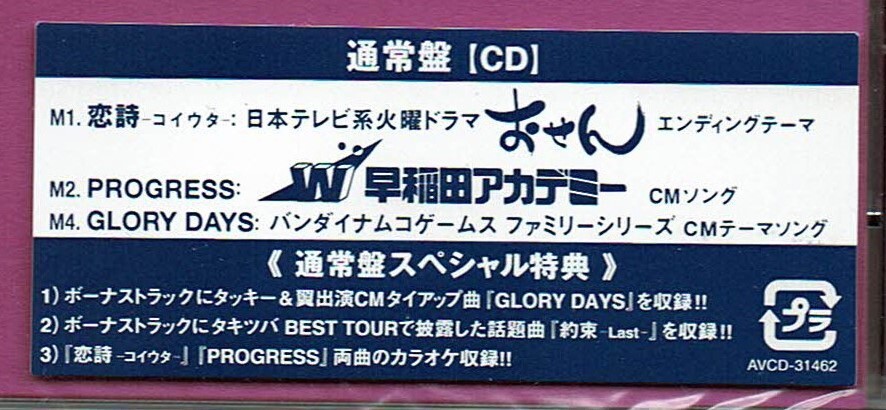 通常盤【CD】
M1. 恋詩-コイウタ-: 日本テレビ系火曜ドラマ おせん エンディングテーマ
M2. PROGRESS: W 早稲田アカデミー CMソング
M4. GLORY DAYS: バンダイナムコゲームス ファミリーシリーズ CMテーマソング
《 通常盤スペシャル特典 》
1) ボーナストラックにタッキー&翼出演CMタイアップ曲『GLORY DAYS』を収録!!
2) ボーナストラックにタキツバ BEST TOURで披露した話題曲『約束 -Last-』を収録!!
3)『恋詩-コイウタ-』『PROGRESS』両曲のカラオケ収録!!
プラ
AVCD-31462